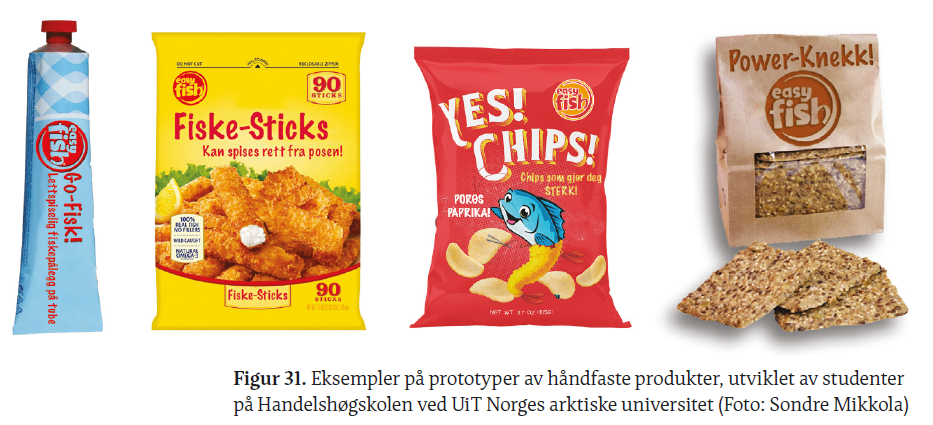 easy
fish
Go-Fisk!
Lettspiselig fiskepålegg på tube
DO NOT CUT
RECLOSABLE ZIPPER
easy
fish
90
STICKS
Fiske-Sticks
Kan spises rett fra posen!
100%
REAL FISH
NO FILLERS
WILD CAUGHT
NATURAL
OMEGA-3
Fiske-Sticks
90
STICKS
easy
fish
YES!
CHIPS!
Chips som gjør deg
STERK!
PORØS
PAPRIKA!
NET WT 3.7 OZ (105G)
Power-Knekk!
easy
fish
Figur 31. Eksempler på prototyper av håndfaste produkter, utviklet av studenter
på Handelshøgskolen ved UiT Norges arktiske universitet (Foto: Sondre Mikkola)